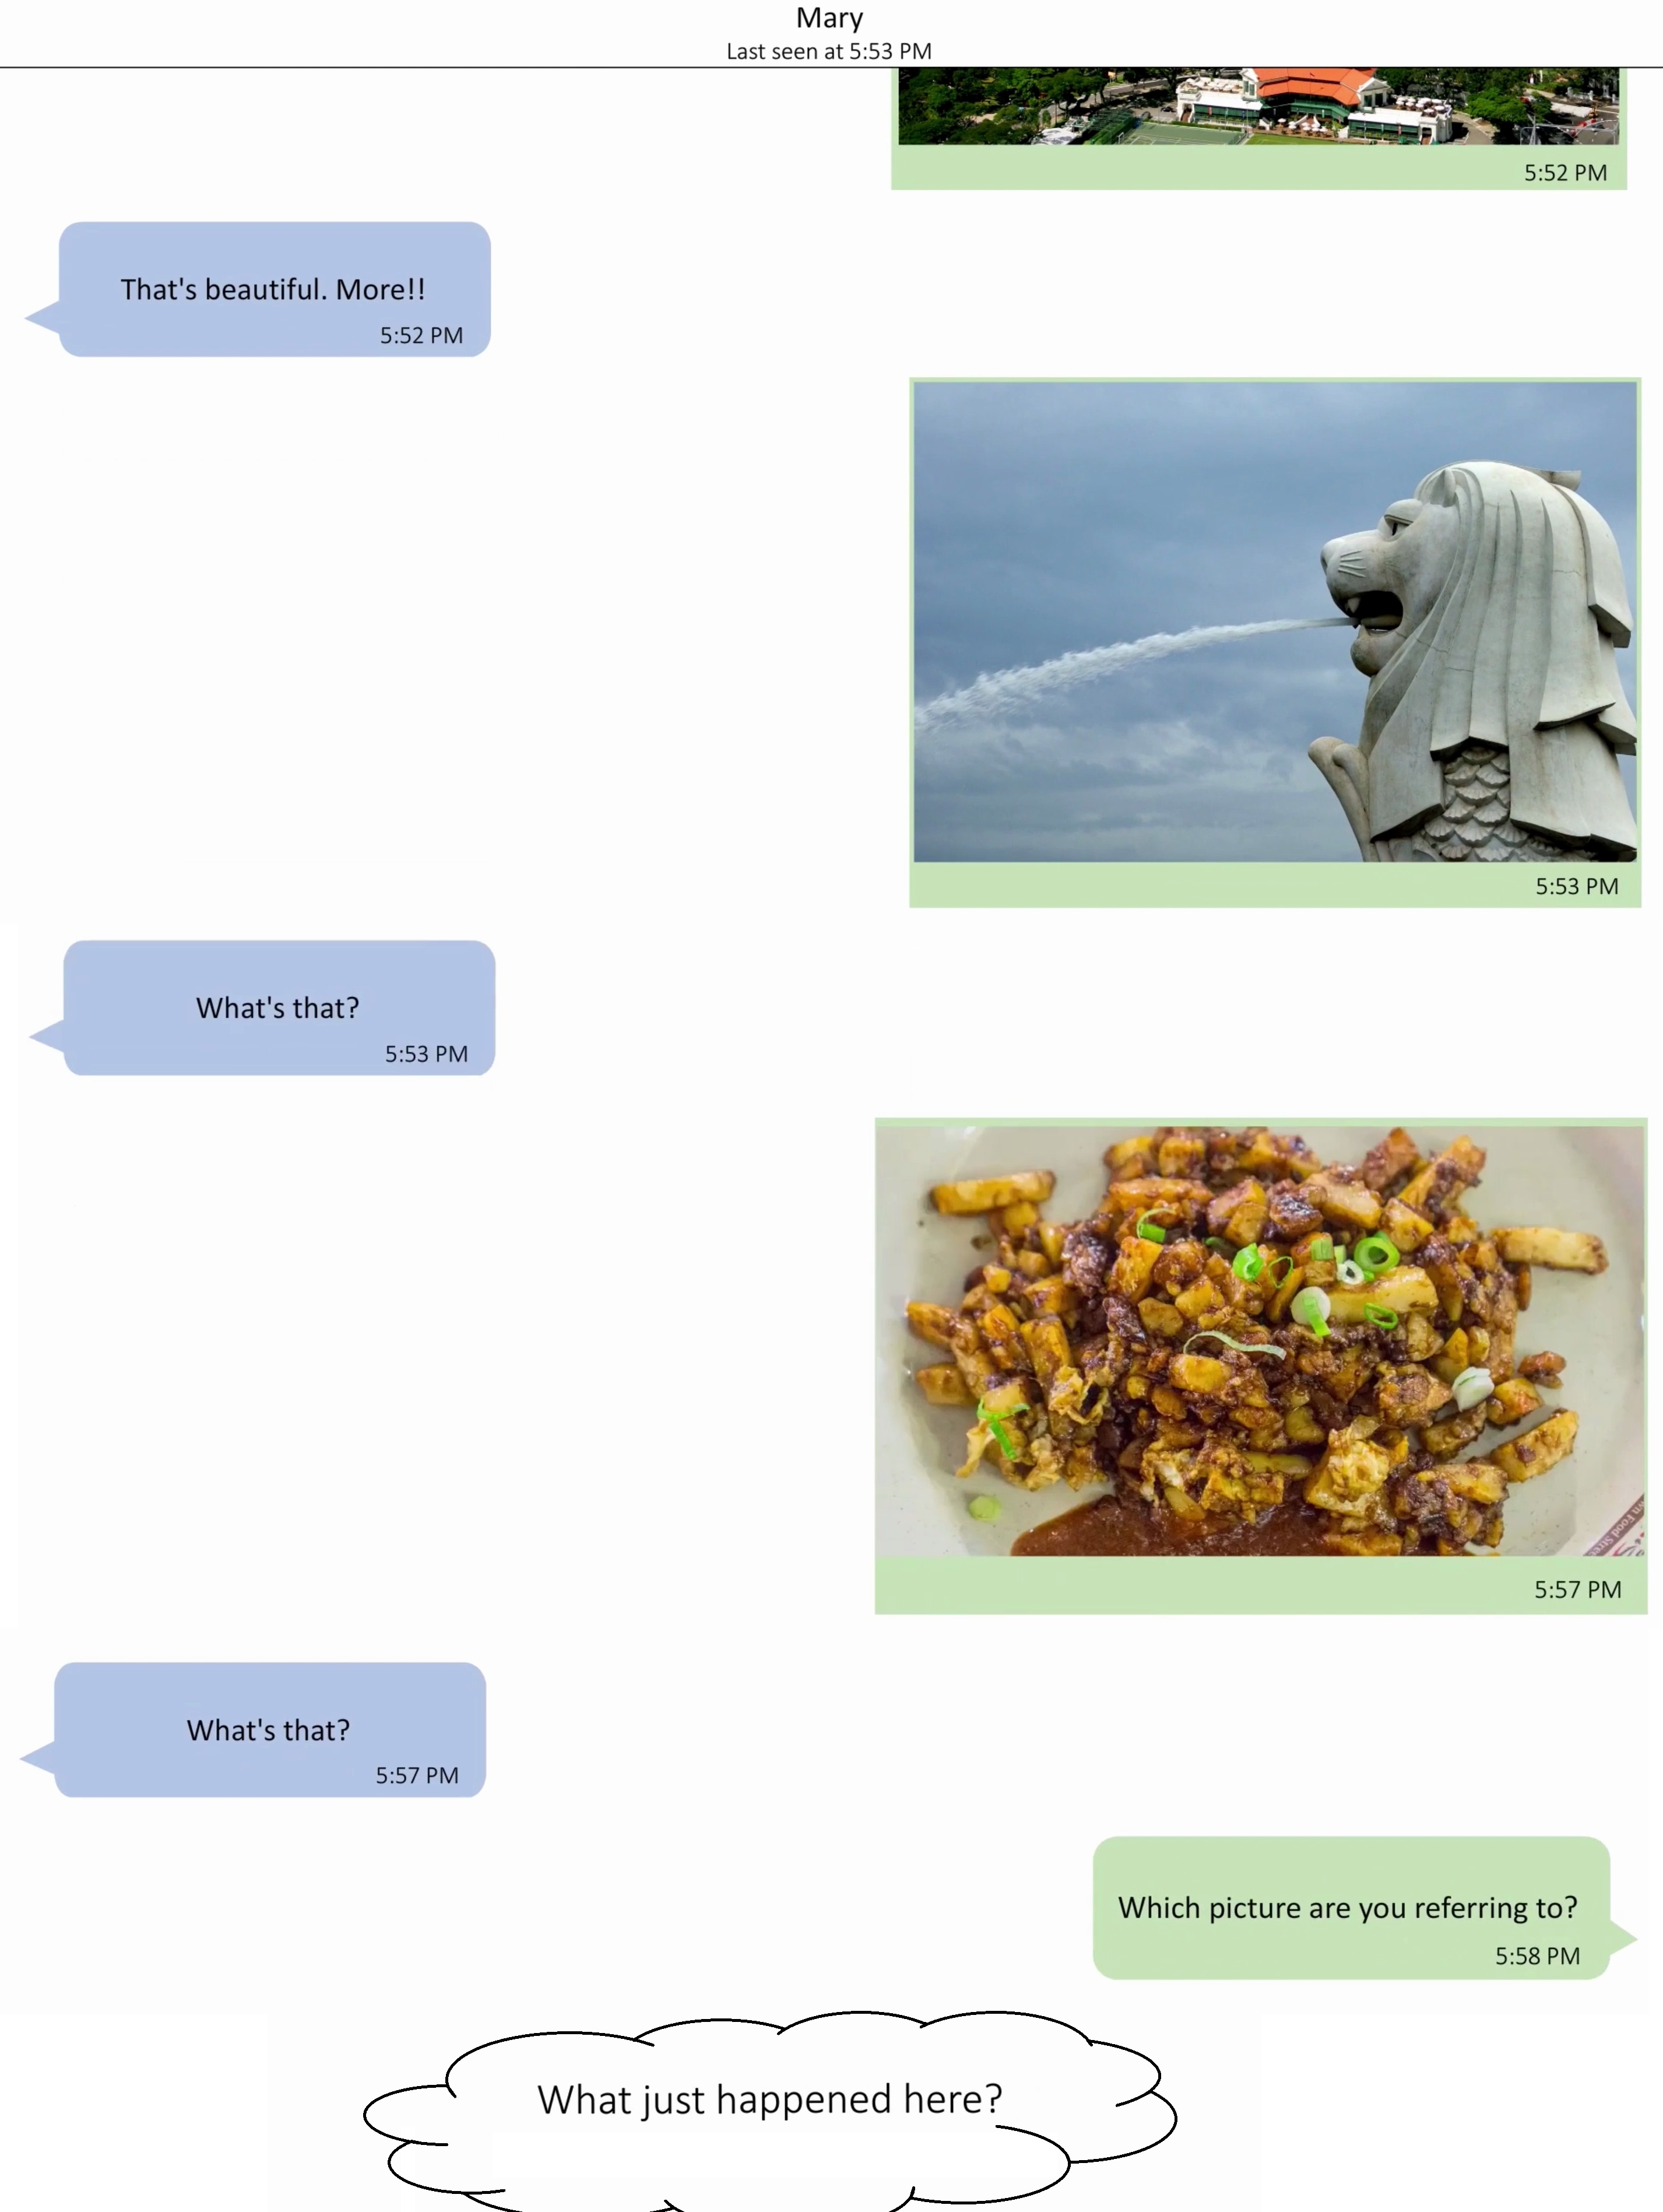 Mary
Last seen at 5:53 PM
5:52 PM
That's beautiful. More!!
5:52 PM
5:53 PM
What's that?
5:53 PM
5:57 PM
What's that?
5:57 PM
Which picture are you referring to?
5:58 PM
What just happened here?